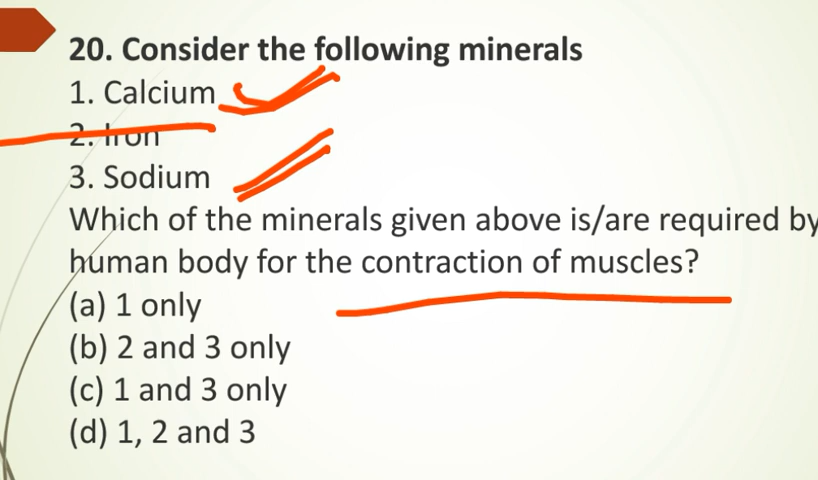 20. Consider the following minerals
1. Calcium
2. Iron
3. Sodium
Which of the minerals given above is/are required by
human body for the contraction of muscles?
(a) 1 only
(b) 2 and 3 only
(c) 1 and 3 only
(d) 1, 2 and 3